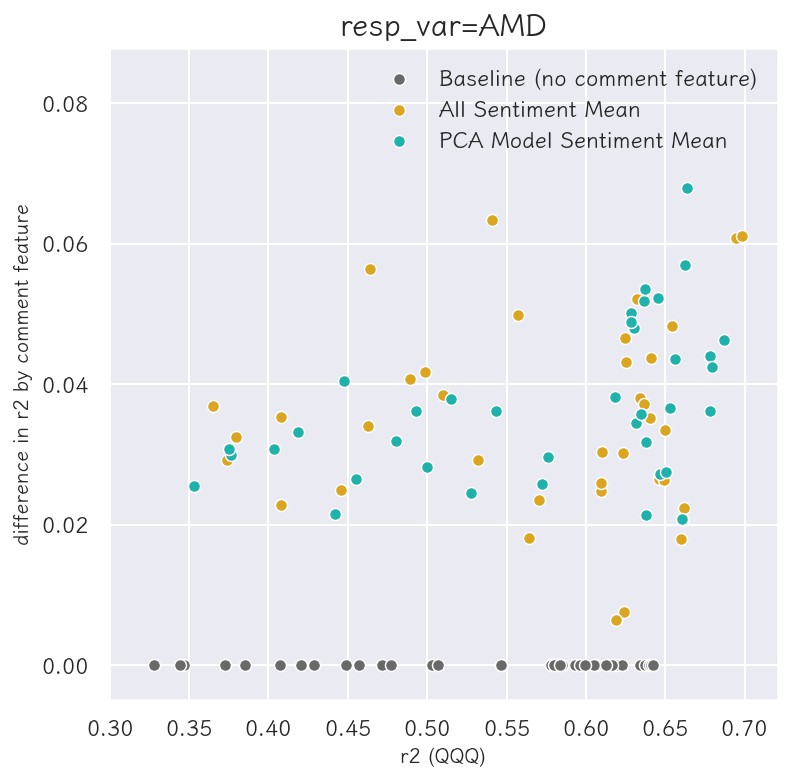 resp_var=AMD
Baseline (no comment feature)
All Sentiment Mean
PCA Model Sentiment Mean
difference in r2 by comment feature
0.08
0.06
0.04
0.02
0.00
0.30 0.35 0.40 0.45 0.50 0.55 0.60 0.65 0.70
r2 (QQQ)